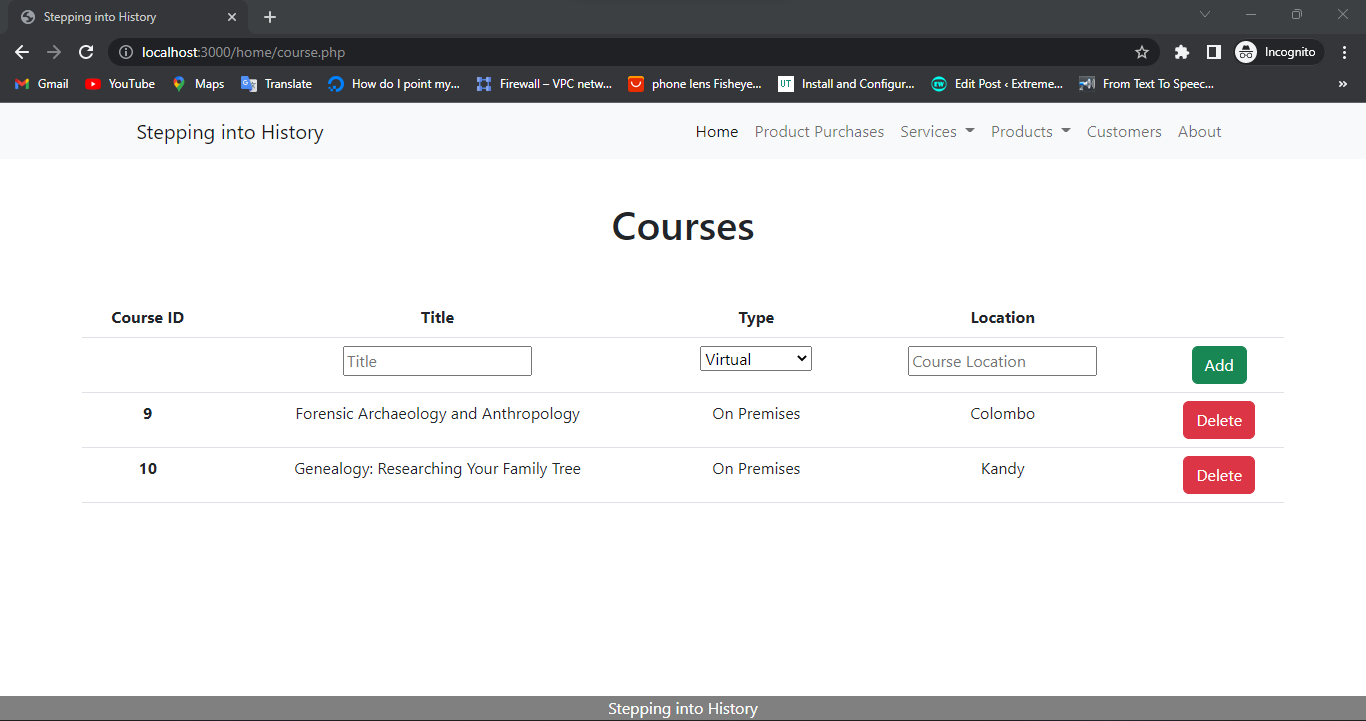 Stepping into History
localhost:3000/home/course.php
Incognito
Gmail YouTube Maps Translate How do I point my... Firewall – VPC netw... phone lens Fisheye... UT Install and Configur... EW Edit Post ‹ Extreme... From Text To Speec... »
Stepping into History Home Product Purchases Services Products Customers About
Courses
Course ID Title Type Location
Title Virtual Course Location Add
9 Forensic Archaeology and Anthropology On Premises Colombo Delete
10 Genealogy: Researching Your Family Tree On Premises Kandy Delete
Stepping into History